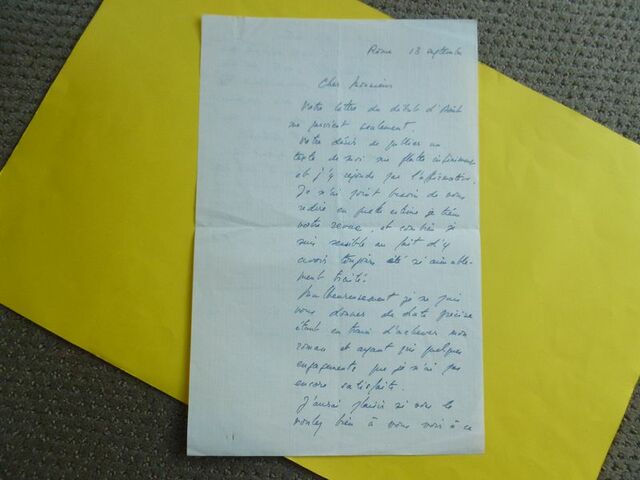 Rome 13 septembre
Cher Monsieur
Votre lettre du début d'Août
me parvient seulement.
Votre désir de publier un
texte de moi me flatte infiniment
et j'y réponds par l'affirmative.
Je n'ai point besoin de vous
redire en quelle estime je tiens
votre revue, et combien je
suis sensible au fait d'y
avoir toujours été si aimable-
ment traité.
Malheureusement je ne puis
vous donner de date précise
étant en train d'achever mon
roman et ayant pris quelques
engagements que je n'ai pas
encore satisfaits.
J'aurai plaisir si vous le
voulez bien à vous voir à ce